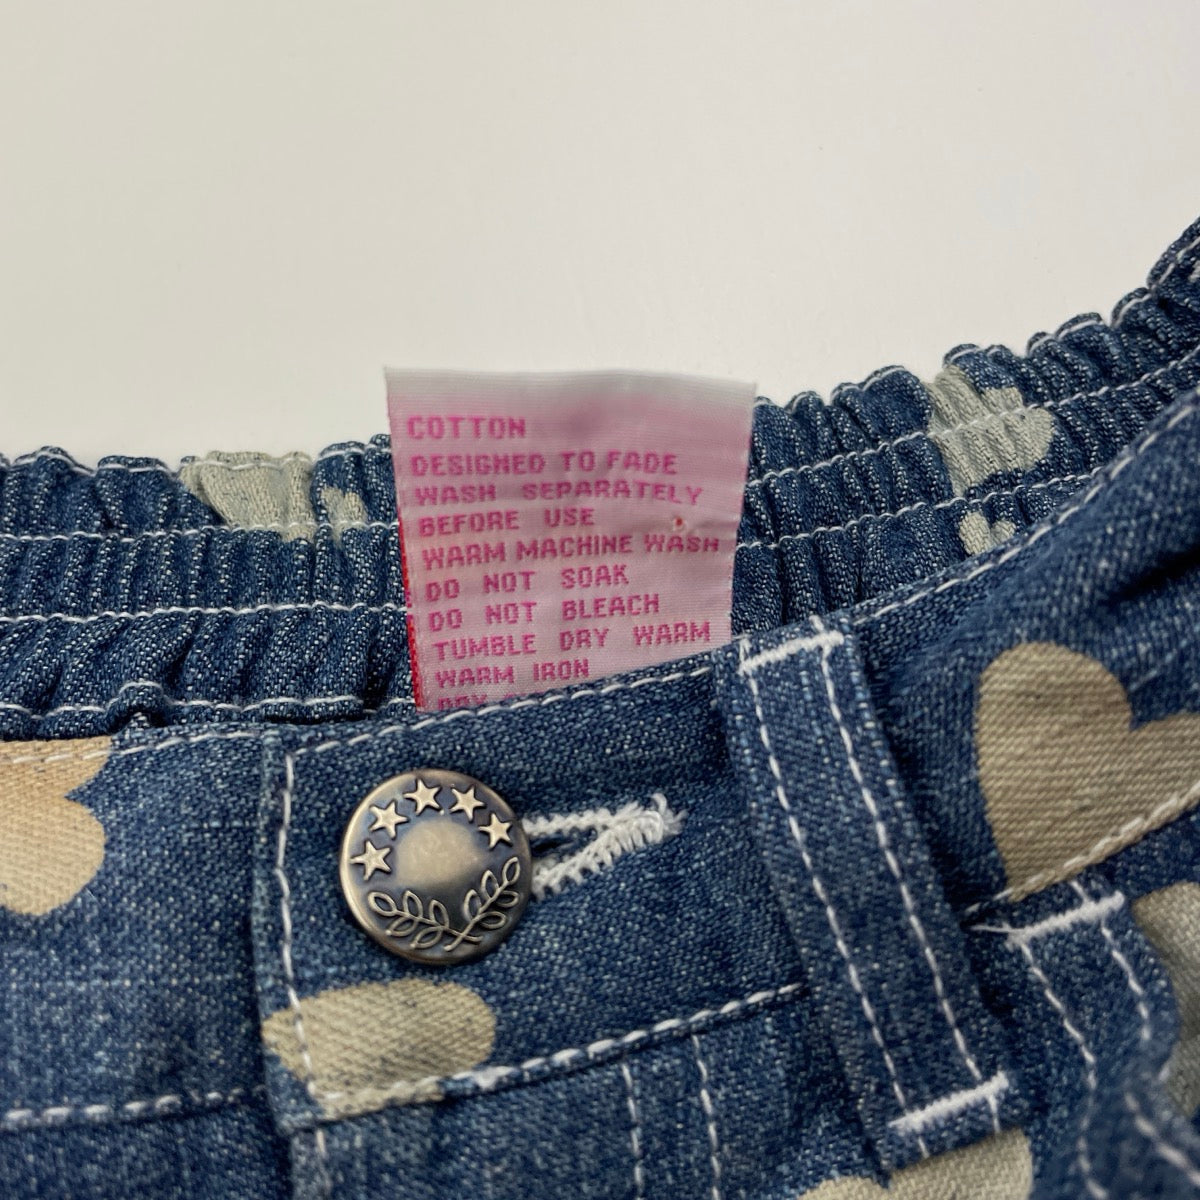 COTTON
DESIGNED TO FADE
WASH SEPARATELY
BEFORE USE
WARM MACHINE WASH
DO NOT SOAK
DO NOT BLEACH
TUMBLE DRY WARM
WARM IRON
DRY